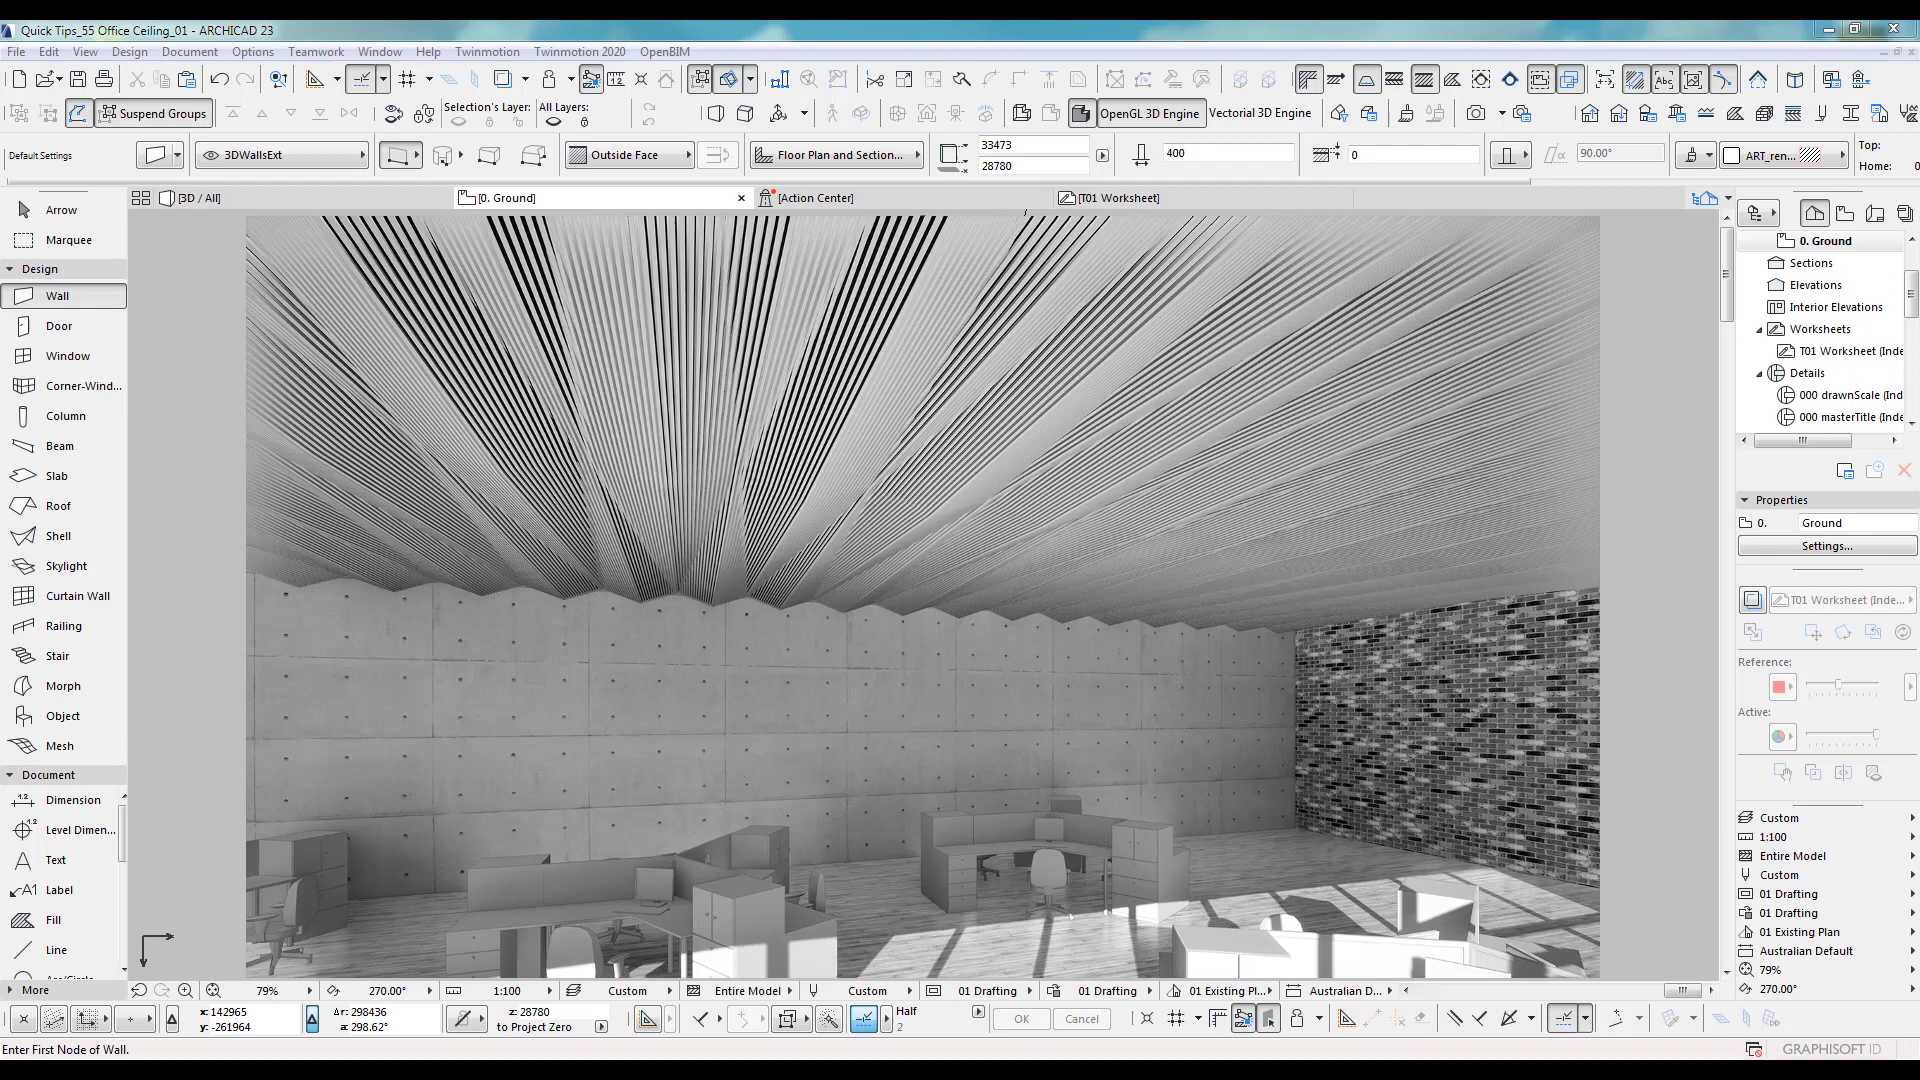 Quick Tips_55 Office Ceiling_01 - ARCHICAD 23
File Edit View Design Document Options Teamwork Window Help Twinmotion Twinmotion 2020 OpenBIM
Suspend Groups
Selection's Layer: All Layers:
OpenGL 3D Engine Vectorial 3D Engine
Default Settings
3DWallsExt
Outside Face
Floor Plan and Section...
33473
28780
400
0
90.00°
ART_ren...
Top:
Home: 0
[3D / All]
[0. Ground]
[Action Center]
[T01 Worksheet]
Arrow
Marquee
Design
Wall
Door
Window
Corner-Wind...
Column
Beam
Slab
Roof
Shell
Skylight
Curtain Wall
Railing
Stair
Morph
Object
Mesh
Document
Dimension
Level Dimen...
Text
Label
Fill
Line
More
0. Ground
Sections
Elevations
Interior Elevations
Worksheets
T01 Worksheet (Inde
Details
000 drawnScale (Ind
000 masterTitle (Inde
Properties
0. Ground
Settings...
T01 Worksheet (Inde...
Reference:
Active:
Custom
1:100
Entire Model
Custom
01 Drafting
01 Drafting
01 Existing Plan
Australian Default
79%
270.00°
79% 270.00° 1:100 Custom Entire Model Custom 01 Drafting 01 Drafting 01 Existing Pl... Australian D...
x: 142965
y: -261964
Δr: 298436
a: 298.62°
z: 28780
to Project Zero
Half
2
OK Cancel
Enter First Node of Wall.
GRAPHISOFT ID